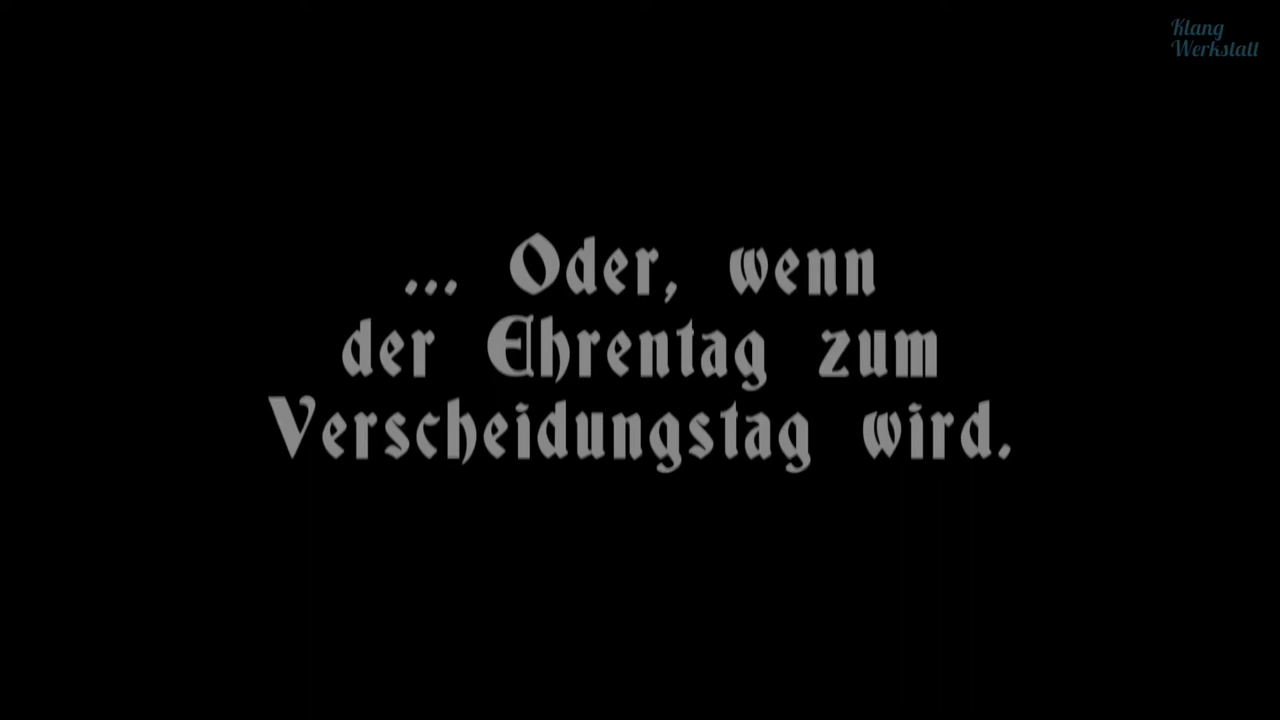 Klang
Werkstatt
... Oder, wenn
der Ehrentag zum
Verscheidungstag wird.